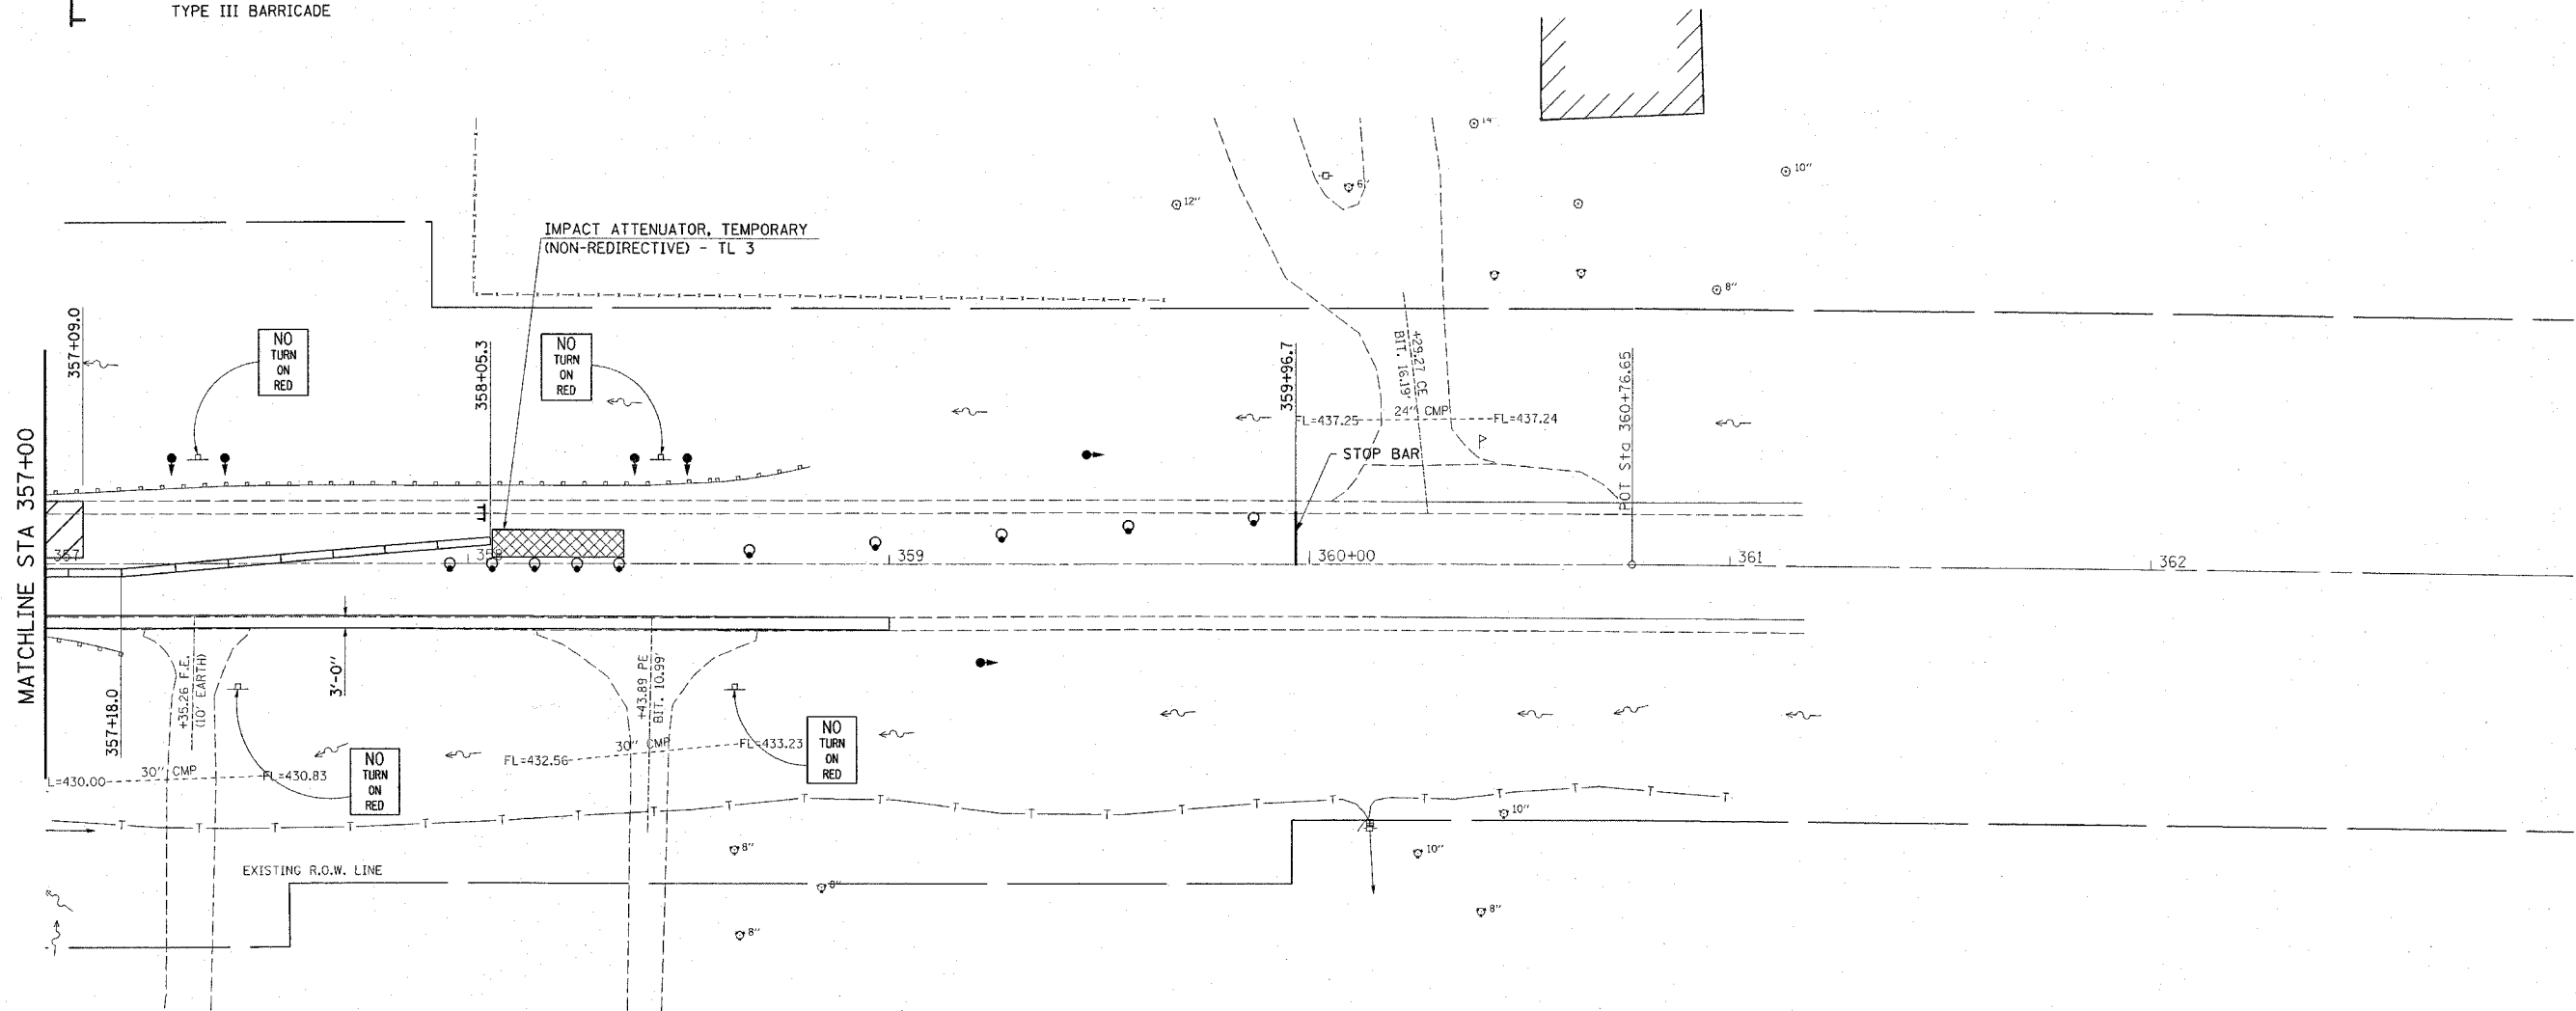 TYPE III BARRICADE
14"
10"
6"
12"
IMPACT ATTENUATOR, TEMPORARY
(NON-REDIRECTIVE) - TL 3
8"
357+09.0
NO
TURN
ON
RED
358+05.3
NO
TURN
ON
RED
359+96.7
+29.27 CE
BIT. 16.19'
POT Sta 360+76.65
FL=437.25
24" CMP
FL=437.24
STOP BAR
MATCHLINE STA 357+00
357
358
359
360+00
361
362
357+18.0
+35.26 F.E.
(10' EARTH)
3'-0"
+43.89 PE
BIT. 10.99'
NO
TURN
ON
RED
NO
TURN
ON
RED
L=430.00
30" CMP
FL=430.83
FL=432.56
30" CMP
FL=433.23
T T T T T T T T T T T T T T T T T T T T T T
10"
8"
10"
EXISTING R.O.W. LINE
8"
8"
8"